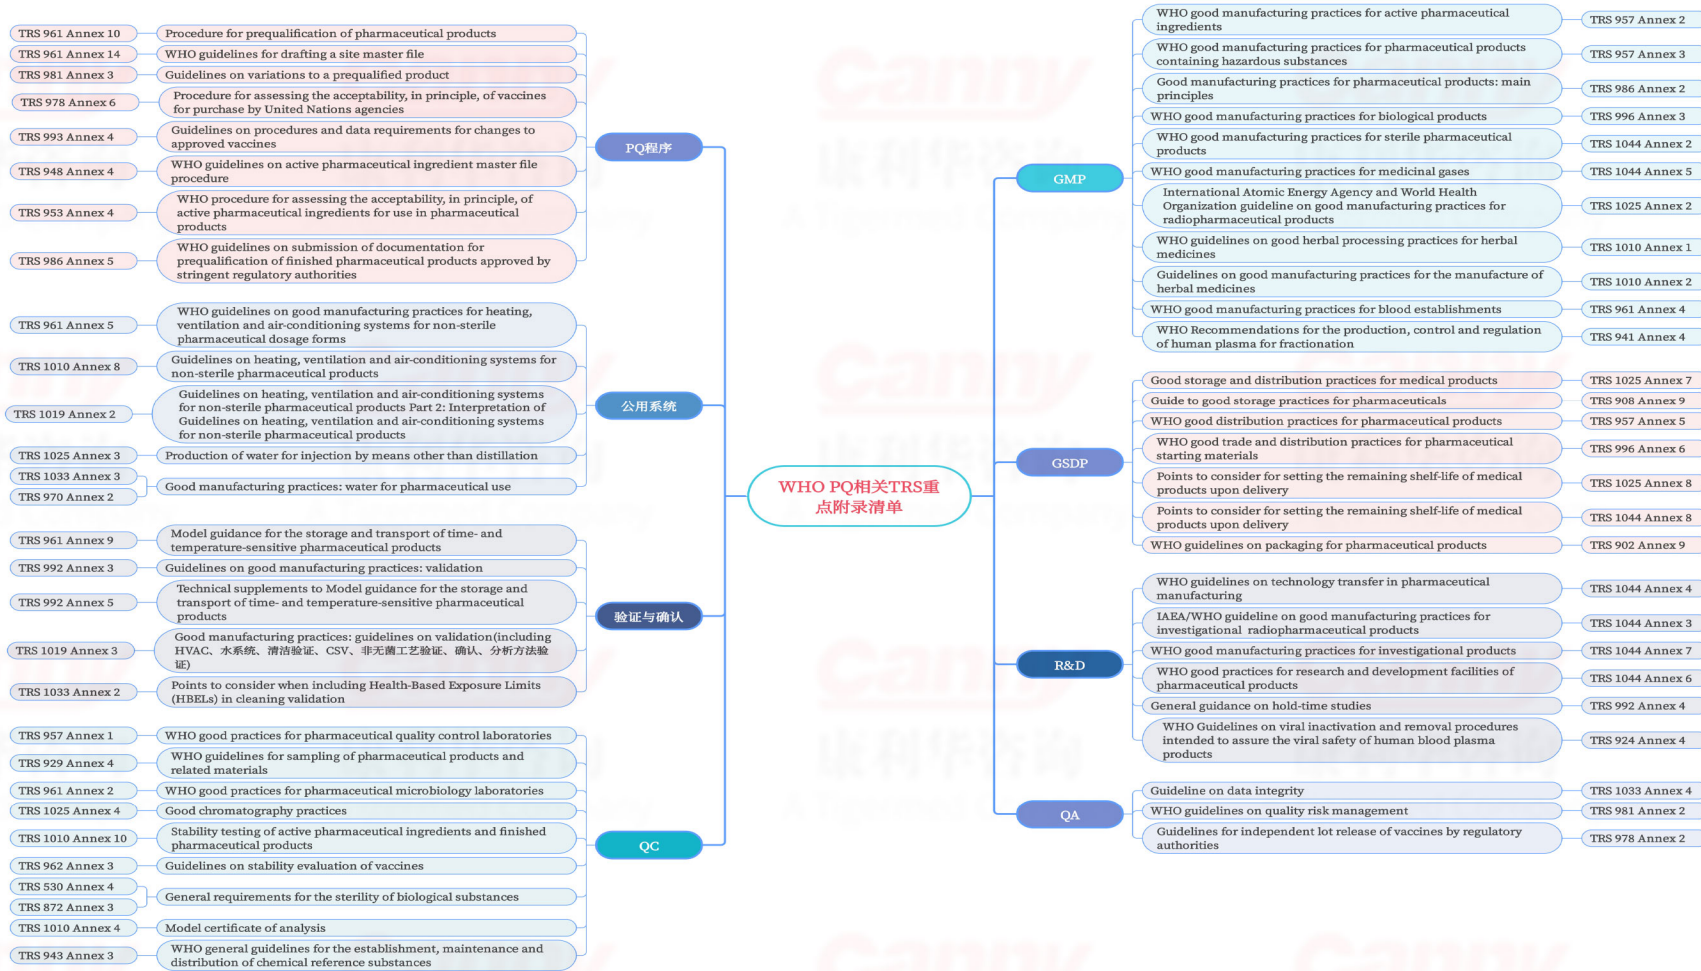 WHO PQ相关TRS重
点附录清单
PQ程序
TRS 961 Annex 10
Procedure for prequalification of pharmaceutical products
TRS 961 Annex 14
WHO guidelines for drafting a site master file
TRS 981 Annex 3
Guidelines on variations to a prequalified product
TRS 978 Annex 6
Procedure for assessing the acceptability, in principle, of vaccines
for purchase by United Nations agencies
TRS 993 Annex 4
Guidelines on procedures and data requirements for changes to
approved vaccines
TRS 948 Annex 4
WHO guidelines on active pharmaceutical ingredient master file
procedure
TRS 953 Annex 4
WHO procedure for assessing the acceptability, in principle, of
active pharmaceutical ingredients for use in pharmaceutical
products
TRS 986 Annex 5
WHO guidelines on submission of documentation for
prequalification of finished pharmaceutical products approved by
stringent regulatory authorities
公用系统
TRS 961 Annex 5
WHO guidelines on good manufacturing practices for heating,
ventilation and air-conditioning systems for non-sterile
pharmaceutical dosage forms
TRS 1010 Annex 8
Guidelines on heating, ventilation and air-conditioning systems for
non-sterile pharmaceutical products
TRS 1019 Annex 2
Guidelines on heating, ventilation and air-conditioning systems
for non-sterile pharmaceutical products Part 2: Interpretation of
Guidelines on heating, ventilation and air-conditioning systems
for non-sterile pharmaceutical products
TRS 1025 Annex 3
Production of water for injection by means other than distillation
TRS 1033 Annex 3
TRS 970 Annex 2
Good manufacturing practices: water for pharmaceutical use
验证与确认
TRS 961 Annex 9
Model guidance for the storage and transport of time- and
temperature-sensitive pharmaceutical products
TRS 992 Annex 3
Guidelines on good manufacturing practices: validation
TRS 992 Annex 5
Technical supplements to Model guidance for the storage and
transport of time- and temperature-sensitive pharmaceutical
products
TRS 1019 Annex 3
Good manufacturing practices: guidelines on validation(including
HVAC、水系统、清洁验证、CSV、非无菌工艺验证、确认、分析方法验
证)
TRS 1033 Annex 2
Points to consider when including Health-Based Exposure Limits
(HBELs) in cleaning validation
QC
TRS 957 Annex 1
WHO good practices for pharmaceutical quality control laboratories
TRS 929 Annex 4
WHO guidelines for sampling of pharmaceutical products and
related materials
TRS 961 Annex 2
WHO good practices for pharmaceutical microbiology laboratories
TRS 1025 Annex 4
Good chromatography practices
TRS 1010 Annex 10
Stability testing of active pharmaceutical ingredients and finished
pharmaceutical products
TRS 962 Annex 3
Guidelines on stability evaluation of vaccines
TRS 530 Annex 4
TRS 872 Annex 3
General requirements for the sterility of biological substances
TRS 1010 Annex 4
Model certificate of analysis
TRS 943 Annex 3
WHO general guidelines for the establishment, maintenance and
distribution of chemical reference substances
GMP
WHO good manufacturing practices for active pharmaceutical
ingredients
TRS 957 Annex 2
WHO good manufacturing practices for pharmaceutical products
containing hazardous substances
TRS 957 Annex 3
Good manufacturing practices for pharmaceutical products: main
principles
TRS 986 Annex 2
WHO good manufacturing practices for biological products
TRS 996 Annex 3
WHO good manufacturing practices for sterile pharmaceutical
products
TRS 1044 Annex 2
WHO good manufacturing practices for medicinal gases
TRS 1044 Annex 5
International Atomic Energy Agency and World Health
Organization guideline on good manufacturing practices for
radiopharmaceutical products
TRS 1025 Annex 2
WHO guidelines on good herbal processing practices for herbal
medicines
TRS 1010 Annex 1
Guidelines on good manufacturing practices for the manufacture of
herbal medicines
TRS 1010 Annex 2
WHO good manufacturing practices for blood establishments
TRS 961 Annex 4
WHO Recommendations for the production, control and regulation
of human plasma for fractionation
TRS 941 Annex 4
GSDP
Good storage and distribution practices for medical products
TRS 1025 Annex 7
Guide to good storage practices for pharmaceuticals
TRS 908 Annex 9
WHO good distribution practices for pharmaceutical products
TRS 957 Annex 5
WHO good trade and distribution practices for pharmaceutical
starting materials
TRS 996 Annex 6
Points to consider for setting the remaining shelf-life of medical
products upon delivery
TRS 1025 Annex 8
Points to consider for setting the remaining shelf-life of medical
products upon delivery
TRS 1044 Annex 8
WHO guidelines on packaging for pharmaceutical products
TRS 902 Annex 9
R&D
WHO guidelines on technology transfer in pharmaceutical
manufacturing
TRS 1044 Annex 4
IAEA/WHO guideline on good manufacturing practices for
investigational radiopharmaceutical products
TRS 1044 Annex 3
WHO good manufacturing practices for investigational products
TRS 1044 Annex 7
WHO good practices for research and development facilities of
pharmaceutical products
TRS 1044 Annex 6
General guidance on hold-time studies
TRS 992 Annex 4
WHO Guidelines on viral inactivation and removal procedures
intended to assure the viral safety of human blood plasma
products
TRS 924 Annex 4
QA
Guideline on data integrity
TRS 1033 Annex 4
WHO guidelines on quality risk management
TRS 981 Annex 2
Guidelines for independent lot release of vaccines by regulatory
authorities
TRS 978 Annex 2
Canny
康利华咨询
A Tigermed Company